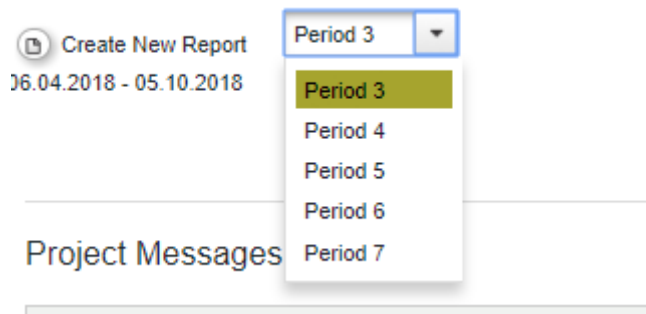 Create New Report
Period 3
06.04.2018 - 05.10.2018
Period 3
Period 4
Period 5
Period 6
Period 7
Project Messages